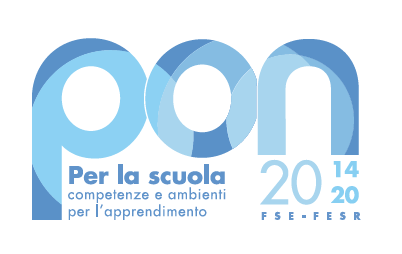 pon
Per la scuola
competenze e ambienti
per l'apprendimento
20 14
20
FSE-FESR